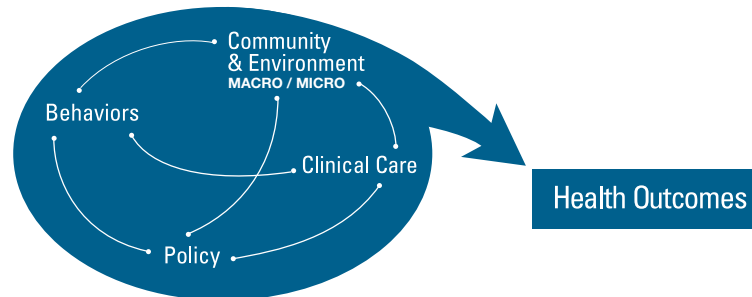 Community
& Environment
MACRO / MICRO
Behaviors
Clinical Care
Policy
Health Outcomes